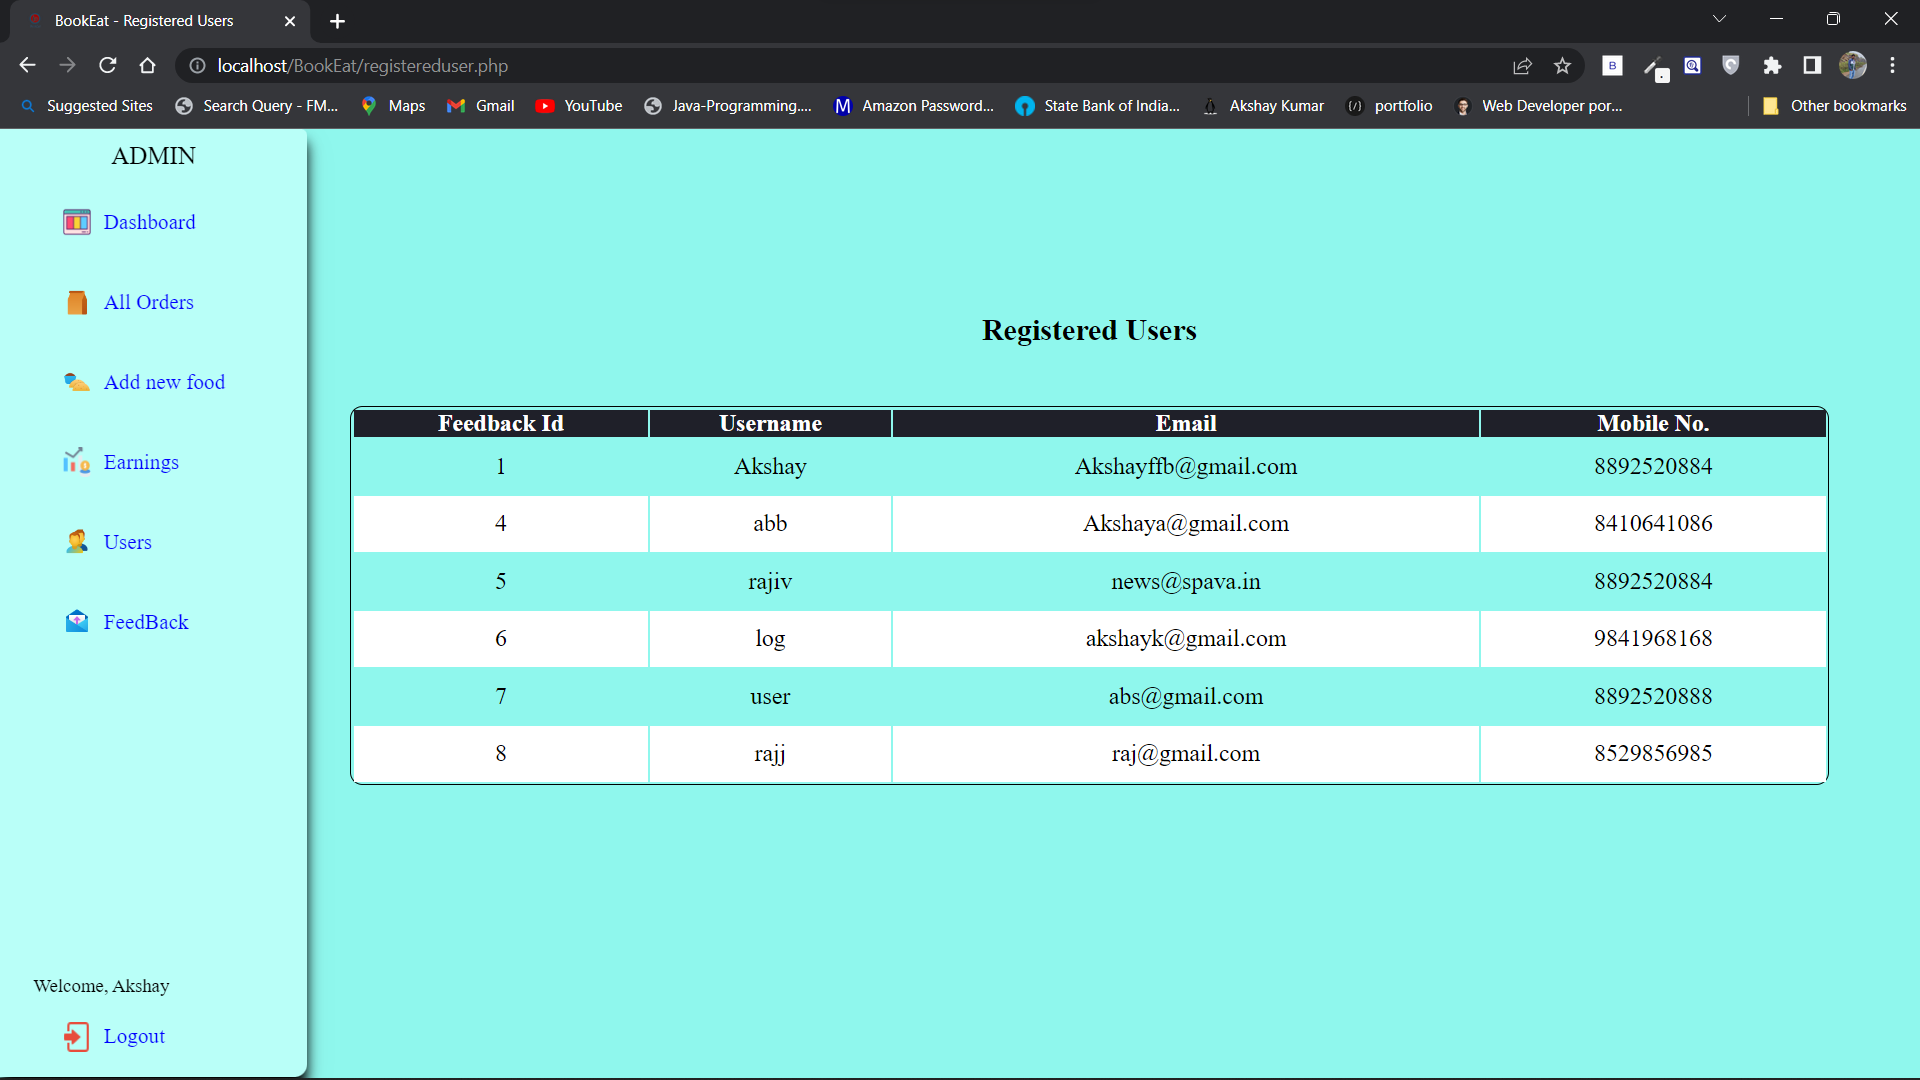 BookEat - Registered Users
localhost/BookEat/registereduser.php
B
Suggested Sites
Search Query - FM...
Maps
Gmail
YouTube
Java-Programming....
M Amazon Password...
State Bank of India...
Akshay Kumar
portfolio
Web Developer por...
Other bookmarks
ADMIN
Dashboard
All Orders
Add new food
Earnings
Users
FeedBack
Welcome, Akshay
Logout
Registered Users
Feedback Id Username Email Mobile No.
1 Akshay Akshayffb@gmail.com 8892520884
4 abb Akshaya@gmail.com 8410641086
5 rajiv news@spava.in 8892520884
6 log akshayk@gmail.com 9841968168
7 user abs@gmail.com 8892520888
8 rajj raj@gmail.com 8529856985